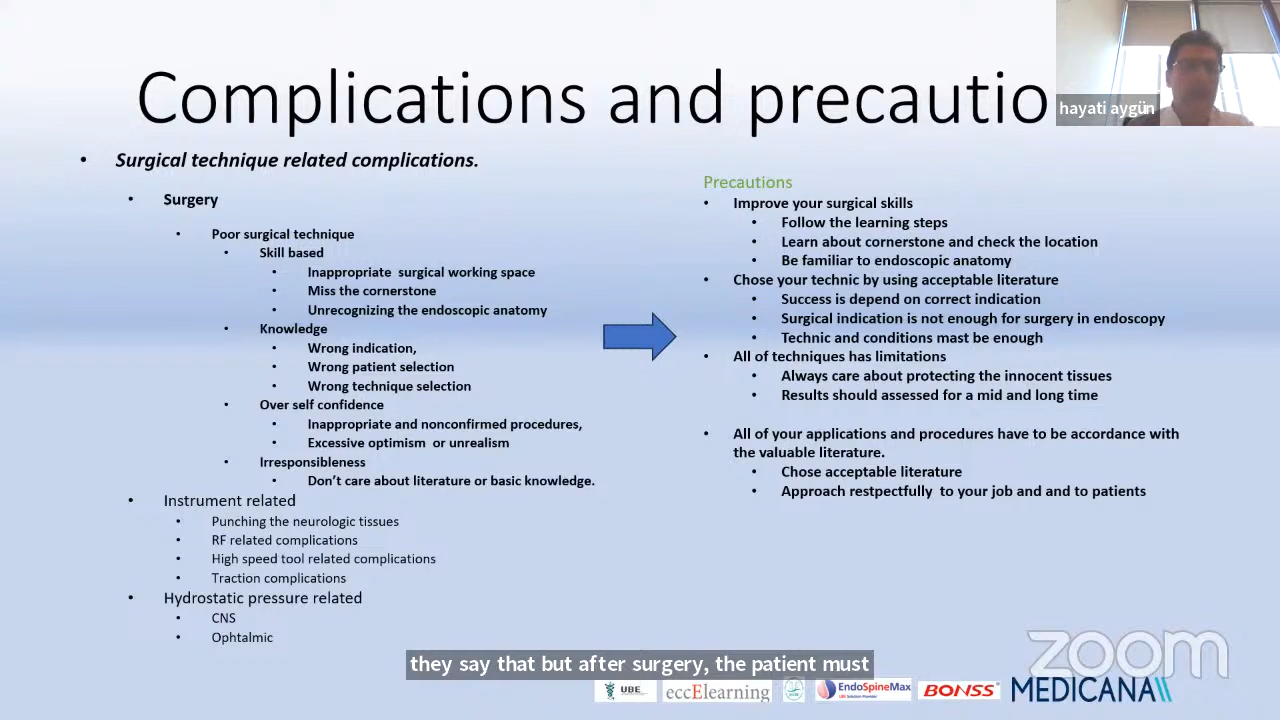 Complications and precautio
hayati aygün
• Surgical technique related complications.
• Surgery
• Poor surgical technique
• Skill based
• Inappropriate surgical working space
• Miss the cornerstone
• Unrecognizing the endoscopic anatomy
• Knowledge
• Wrong indication,
• Wrong patient selection
• Wrong technique selection
• Over self confidence
• Inappropriate and nonconfirmed procedures,
• Excessive optimism or unrealism
• Irresponsibleness
• Don't care about literature or basic knowledge.
• Instrument related
• Punching the neurologic tissues
• RF related complications
• High speed tool related complications
• Traction complications
• Hydrostatic pressure related
• CNS
• Ophtalmic
Precautions
• Improve your surgical skills
• Follow the learning steps
• Learn about cornerstone and check the location
• Be familiar to endoscopic anatomy
• Chose your technic by using acceptable literature
• Success is depend on correct indication
• Surgical indication is not enough for surgery in endoscopy
• Technic and conditions mast be enough
• All of techniques has limitations
• Always care about protecting the innocent tissues
• Results should assessed for a mid and long time
• All of your applications and procedures have to be accordance with
the valuable literature.
• Chose acceptable literature
• Approach restpectfully to your job and and to patients
they say that but after surgery, the patient must
zoom
UBE
eccElearning
EndoSpineMax
UBE Solution Provider
BONSS
MEDICANA